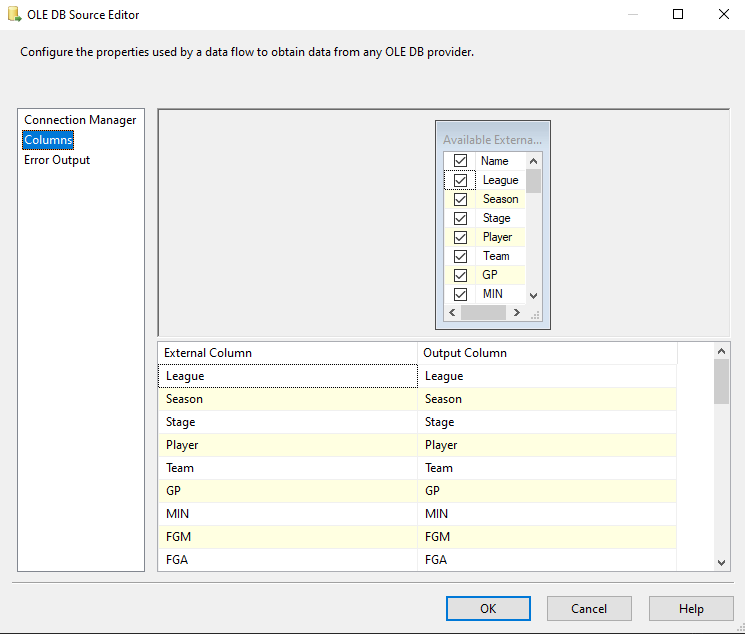 OLE DB Source Editor
Configure the properties used by a data flow to obtain data from any OLE DB provider.
Connection Manager
Columns
Error Output
Available Externa...
Name
League
Season
Stage
Player
Team
GP
MIN
External Column Output Column
League League
Season Season
Stage Stage
Player Player
Team Team
GP GP
MIN MIN
FGM FGM
FGA FGA
OK Cancel Help